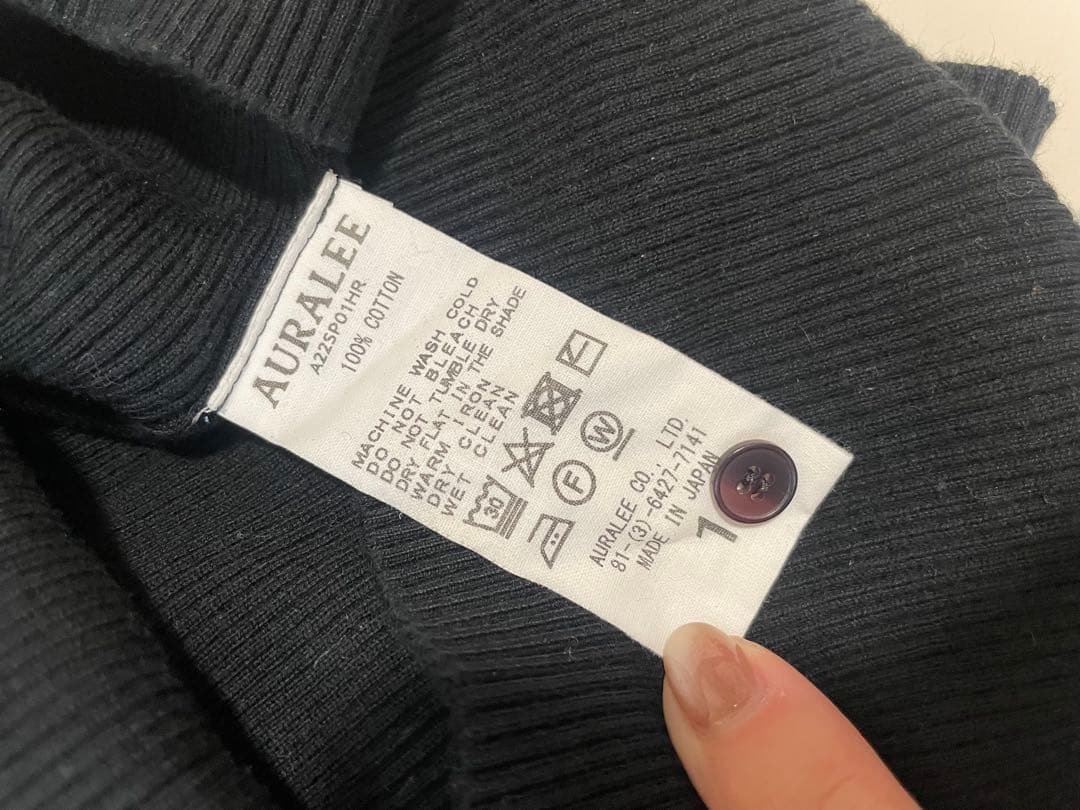 AURALEE
A22SP01HR
100% COTTON
MACHINE WASH COLD
DO NOT BLEACH
DO NOT TUMBLE DRY
DRY FLAT IN THE SHADE
WARM IRON
DRY CLEAN
WET CLEAN
30
F
W
AURALEE CO., LTD.
81-(3)-6427-7141
MADE IN JAPAN
1